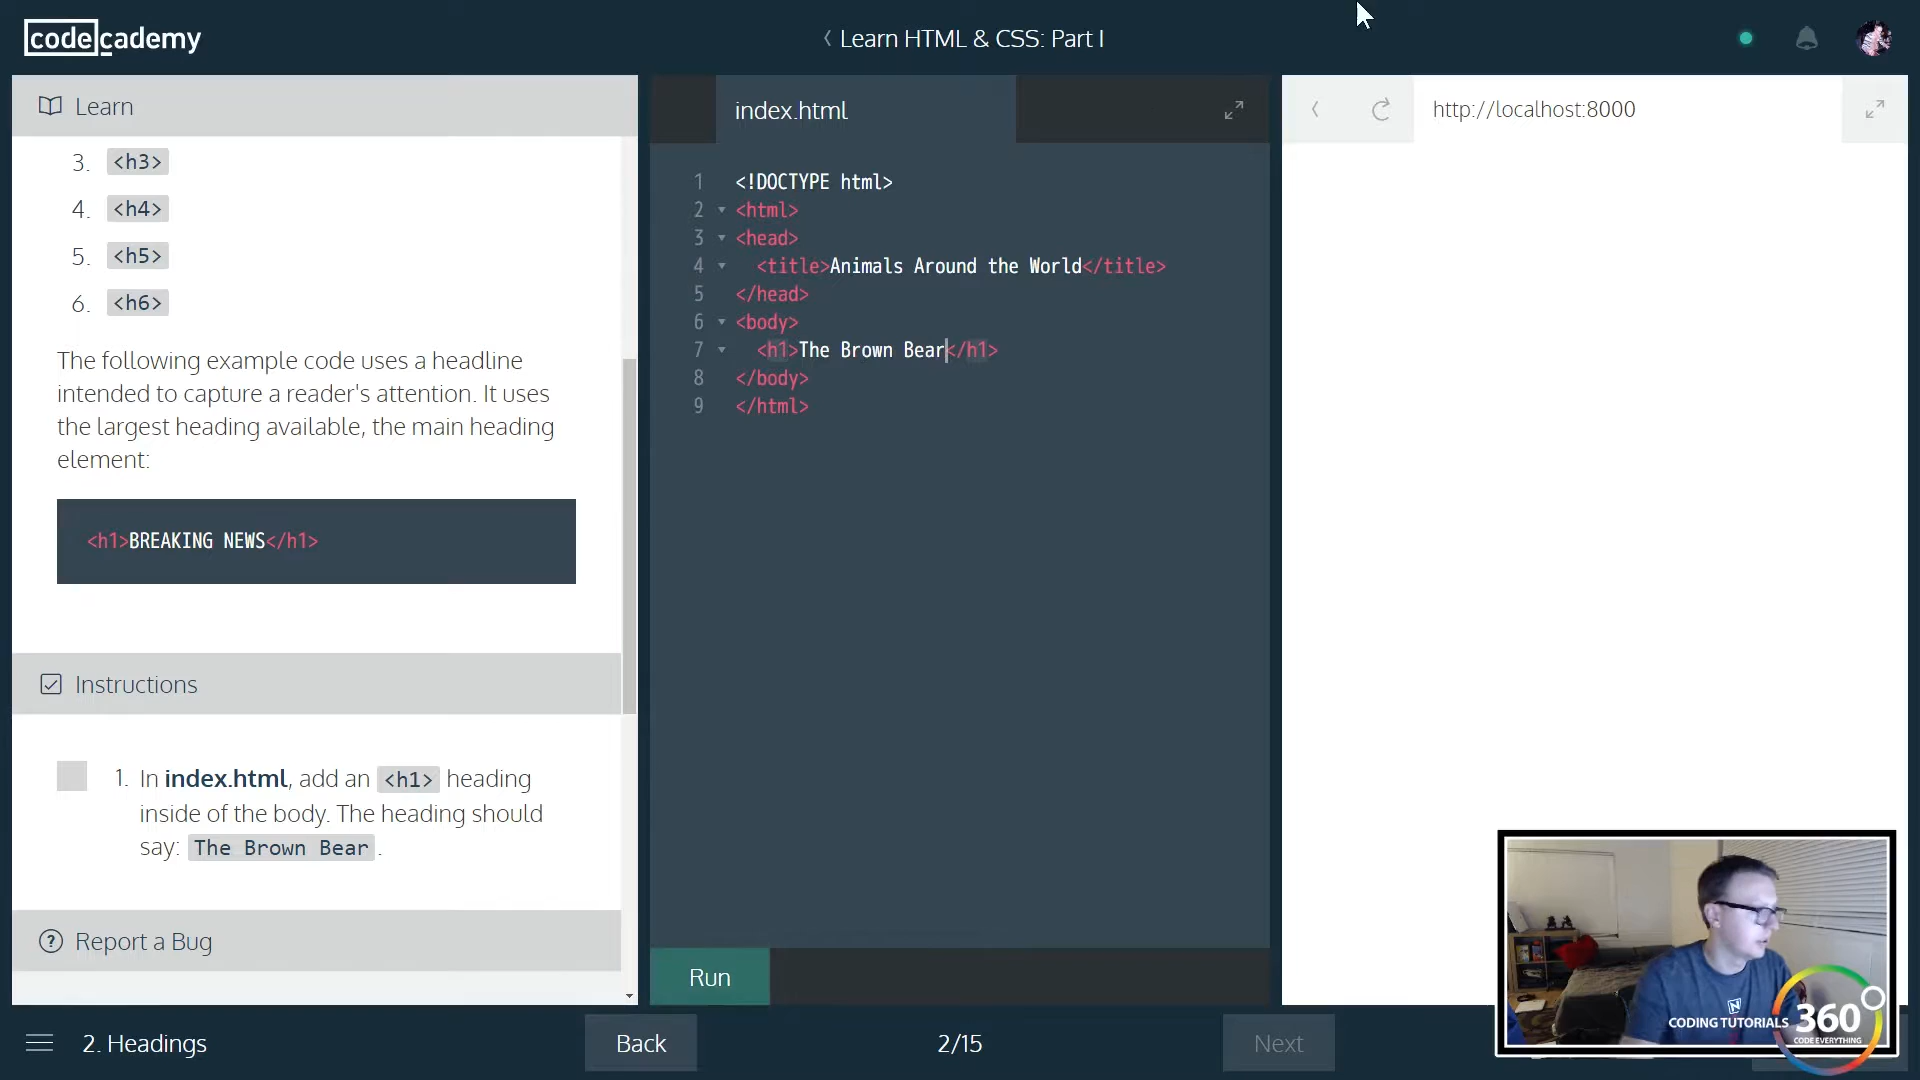 codecademy
Learn HTML & CSS: Part I
Learn
3. <h3>
4. <h4>
5. <h5>
6. <h6>
The following example code uses a headline
intended to capture a reader's attention. It uses
the largest heading available, the main heading
element:
<h1>BREAKING NEWS</h1>
Instructions
1. In index.html, add an <h1> heading
inside of the body. The heading should
say: The Brown Bear.
Report a Bug
index.html
1 <!DOCTYPE html>
2 <html>
3 <head>
4 <title>Animals Around the World</title>
5 </head>
6 <body>
7 <h1>The Brown Bear</h1>
8 </body>
9 </html>
Run
http://localhost:8000
CODING TUTORIALS 360
CODE EVERYTHING
2. Headings
Back
2/15
Next